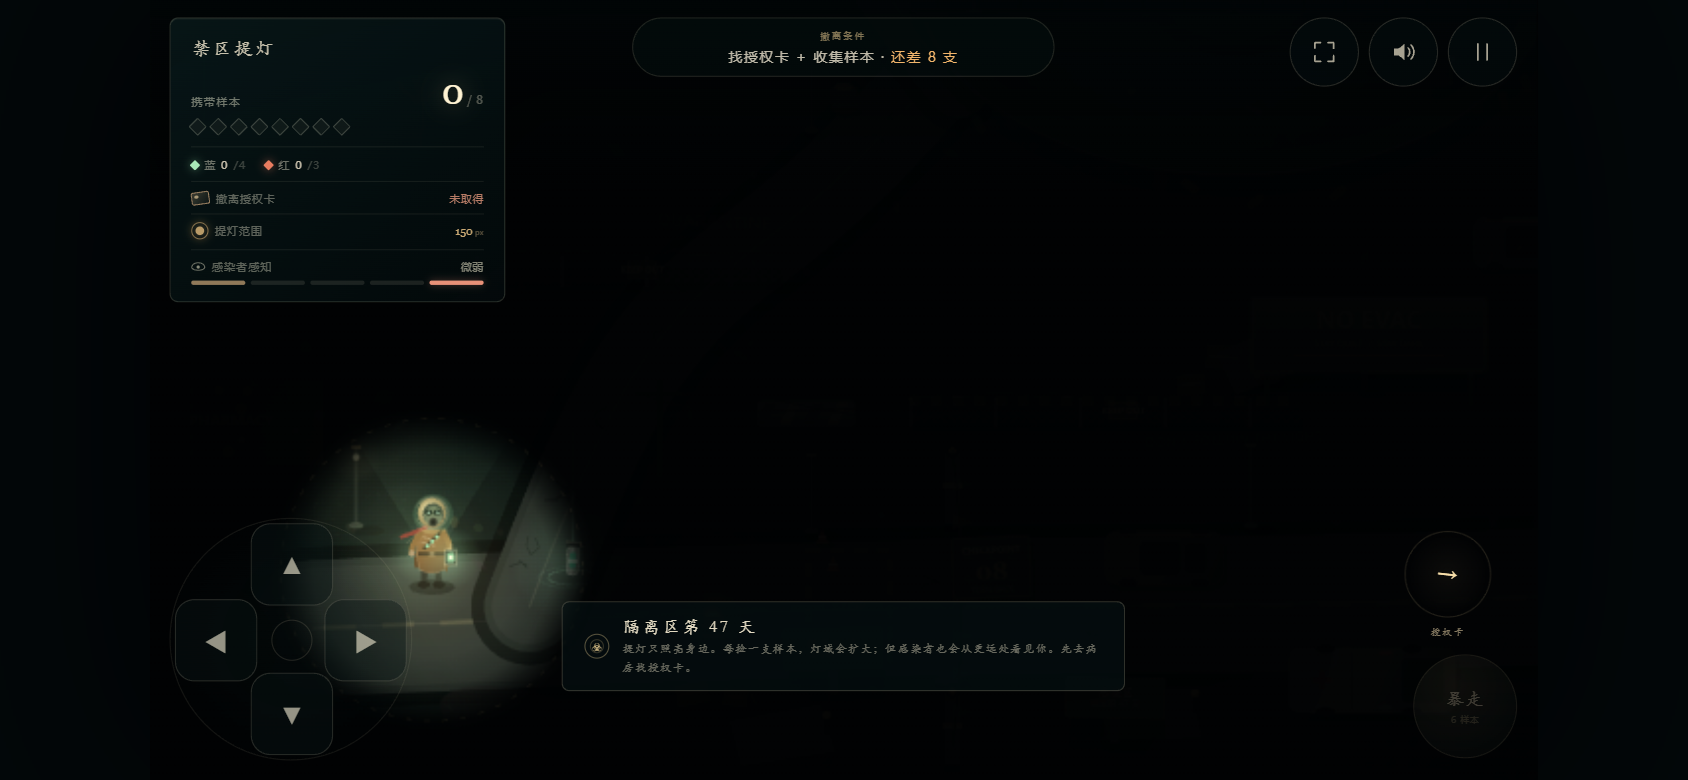 禁区提灯
携带样本
0 / 8
蓝 0 /4 红 0 /3
撤离授权卡 未取得
提灯范围 150 px
感染者感知 微弱
撤离条件
找授权卡 + 收集样本 · 还差 8 支
隔离区第 47 天
提灯只照亮身边。每捡一支样本，灯域会扩大；但感染者也会从更远处看见你。先去病
房找授权卡。
→
授权卡
暴走
6 样本